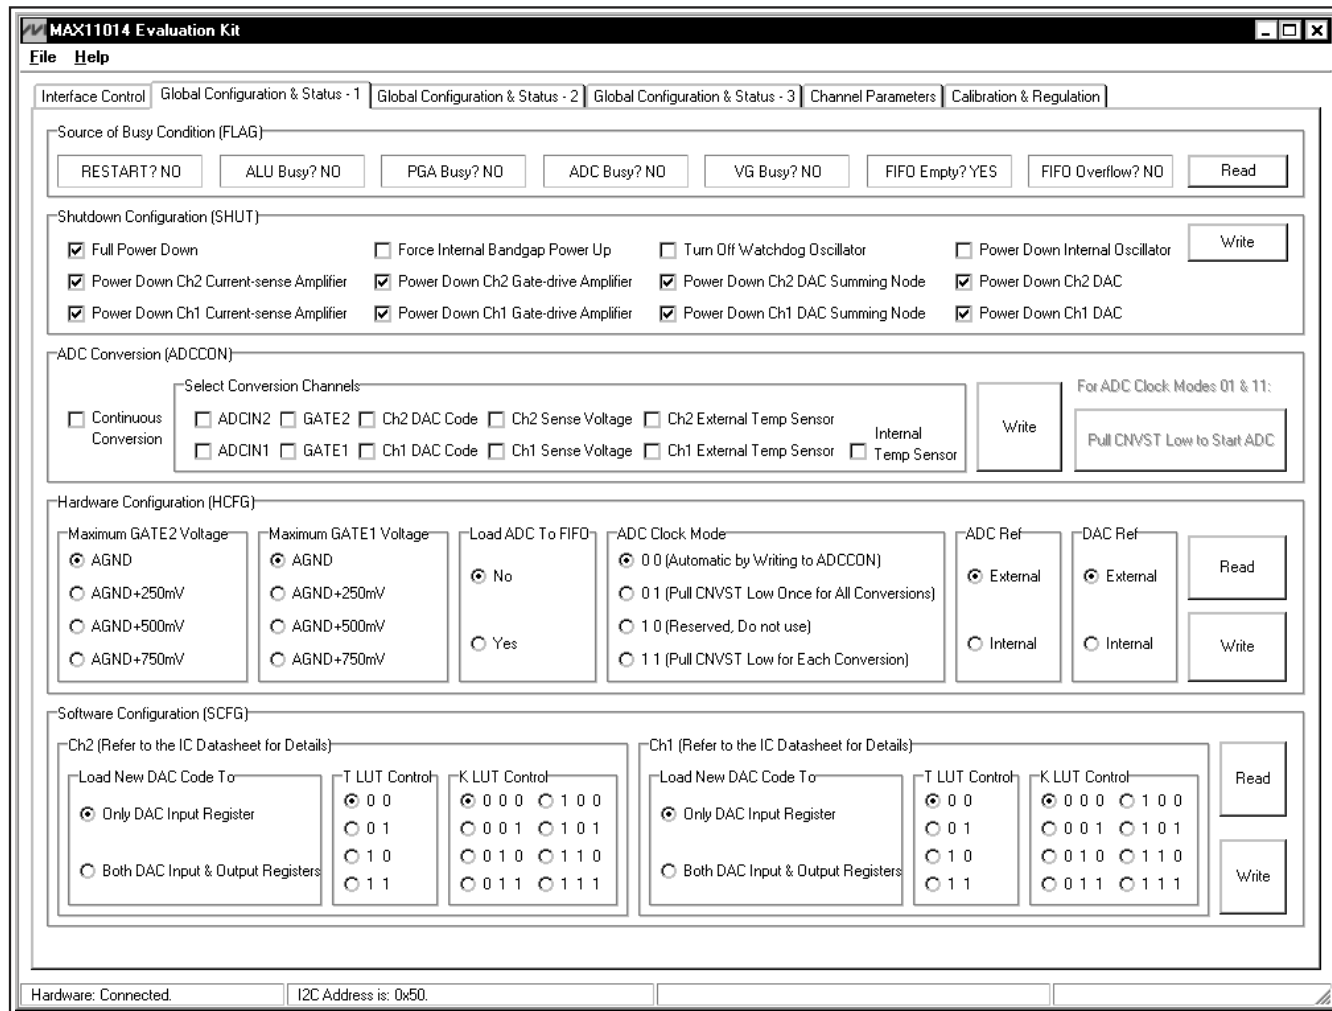 MAX11014 Evaluation Kit
File Help
Interface Control Global Configuration & Status - 1 Global Configuration & Status - 2 Global Configuration & Status - 3 Channel Parameters Calibration & Regulation
Source of Busy Condition (FLAG)
RESTART? NO ALU Busy? NO PGA Busy? NO ADC Busy? NO VG Busy? NO FIFO Empty? YES FIFO Overflow? NO Read
Shutdown Configuration (SHUT)
Full Power Down Force Internal Bandgap Power Up Turn Off Watchdog Oscillator Power Down Internal Oscillator Write
Power Down Ch2 Current-sense Amplifier Power Down Ch2 Gate-drive Amplifier Power Down Ch2 DAC Summing Node Power Down Ch2 DAC
Power Down Ch1 Current-sense Amplifier Power Down Ch1 Gate-drive Amplifier Power Down Ch1 DAC Summing Node Power Down Ch1 DAC
ADC Conversion (ADCCON)
Continuous
Conversion
Select Conversion Channels
ADCIN2 GATE2 Ch2 DAC Code Ch2 Sense Voltage Ch2 External Temp Sensor
ADCIN1 GATE1 Ch1 DAC Code Ch1 Sense Voltage Ch1 External Temp Sensor
Internal
Temp Sensor
Write
For ADC Clock Modes 01 & 11:
Pull CNVST Low to Start ADC
Hardware Configuration (HCFG)
Maximum GATE2 Voltage
AGND
AGND+250mV
AGND+500mV
AGND+750mV
Maximum GATE1 Voltage
AGND
AGND+250mV
AGND+500mV
AGND+750mV
Load ADC To FIFO
No
Yes
ADC Clock Mode
0 0 (Automatic by Writing to ADCCON)
0 1 (Pull CNVST Low Once for All Conversions)
1 0 (Reserved, Do not use)
1 1 (Pull CNVST Low for Each Conversion)
ADC Ref
External
Internal
DAC Ref
External
Internal
Read
Write
Software Configuration (SCFG)
Ch2 (Refer to the IC Datasheet for Details)
Load New DAC Code To
Only DAC Input Register
Both DAC Input & Output Registers
T LUT Control
0 0
0 1
1 0
1 1
K LUT Control
0 0 0 1 0 0
0 0 1 1 0 1
0 1 0 1 1 0
0 1 1 1 1 1
Ch1 (Refer to the IC Datasheet for Details)
Load New DAC Code To
Only DAC Input Register
Both DAC Input & Output Registers
T LUT Control
0 0
0 1
1 0
1 1
K LUT Control
0 0 0 1 0 0
0 0 1 1 0 1
0 1 0 1 1 0
0 1 1 1 1 1
Read
Write
Hardware: Connected. I2C Address is: 0x50.